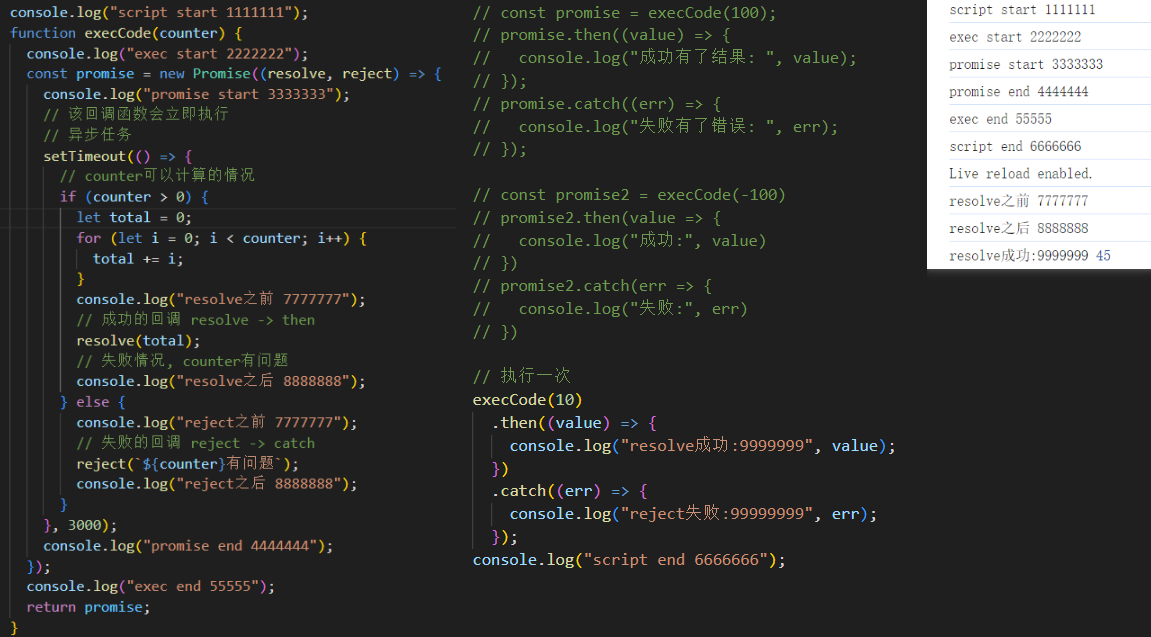 console.log("script start 1111111");
function execCode(counter) {
  console.log("exec start 2222222");
  const promise = new Promise((resolve, reject) => {
    console.log("promise start 3333333");
    // 该回调函数会立即执行
    // 异步任务
    setTimeout(() => {
      // counter可以计算的情况
      if (counter > 0) {
        let total = 0;
        for (let i = 0; i < counter; i++) {
          total += i;
        }
        console.log("resolve之前 7777777");
        // 成功的回调 resolve -> then
        resolve(total);
        // 失败情况, counter有问题
        console.log("resolve之后 8888888");
      } else {
        console.log("reject之前 7777777");
        // 失败的回调 reject -> catch
        reject(`${counter}有问题`);
        console.log("reject之后 8888888");
      }
    }, 3000);
    console.log("promise end 4444444");
  });
  console.log("exec end 55555");
  return promise;
}
// const promise = execCode(100);
// promise.then((value) => {
//   console.log("成功有了结果: ", value);
// });
// promise.catch((err) => {
//   console.log("失败有了错误: ", err);
// });
// const promise2 = execCode(-100)
// promise2.then(value => {
//   console.log("成功:", value)
// })
// promise2.catch(err => {
//   console.log("失败:", err)
// })
// 执行一次
execCode(10)
  .then((value) => {
    console.log("resolve成功:9999999", value);
  })
  .catch((err) => {
    console.log("reject失败:99999999", err);
  });
console.log("script end 6666666");
script start 1111111
exec start 2222222
promise start 3333333
promise end 4444444
exec end 55555
script end 6666666
Live reload enabled.
resolve之前 7777777
resolve之后 8888888
resolve成功:9999999 45